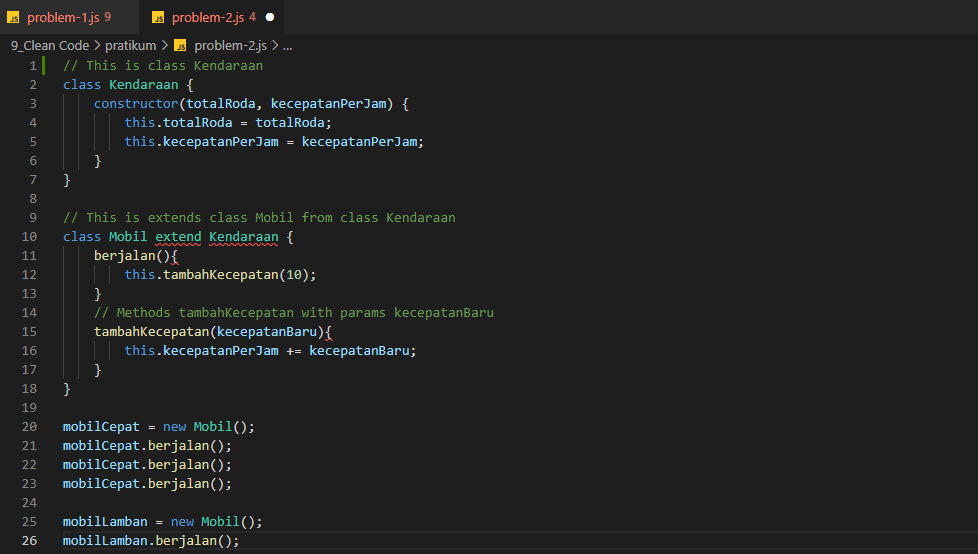 JS problem-1.js 9 JS problem-2.js 4
9_Clean Code > pratikum > JS problem-2.js > ...
1 // This is class Kendaraan
2 class Kendaraan {
3 constructor(totalRoda, kecepatanPerJam) {
4 this.totalRoda = totalRoda;
5 this.kecepatanPerJam = kecepatanPerJam;
6 }
7 }
8
9 // This is extends class Mobil from class Kendaraan
10 class Mobil extend Kendaraan {
11 berjalan(){
12 this.tambahKecepatan(10);
13 }
14 // Methods tambahKecepatan with params kecepatanBaru
15 tambahKecepatan(kecepatanBaru){
16 this.kecepatanPerJam += kecepatanBaru;
17 }
18 }
19
20 mobilCepat = new Mobil();
21 mobilCepat.berjalan();
22 mobilCepat.berjalan();
23 mobilCepat.berjalan();
24
25 mobilLamban = new Mobil();
26 mobilLamban.berjalan();